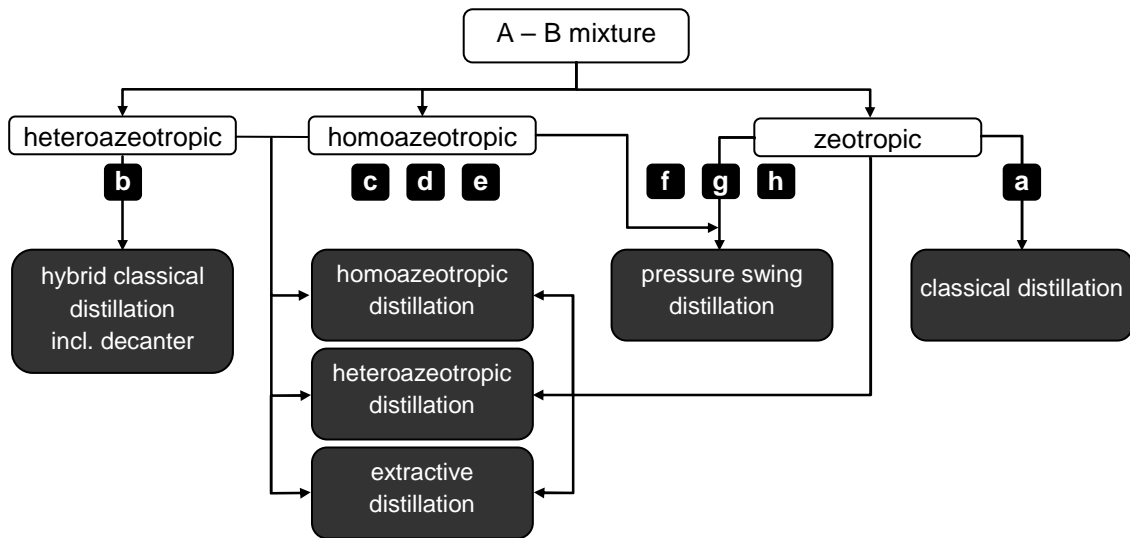 A – B mixture
heteroazeotropic
homoazeotropic
zeotropic
b
c d e
f g h
a
hybrid classical
distillation
incl. decanter
homoazeotropic
distillation
pressure swing
distillation
classical distillation
heteroazeotropic
distillation
extractive
distillation